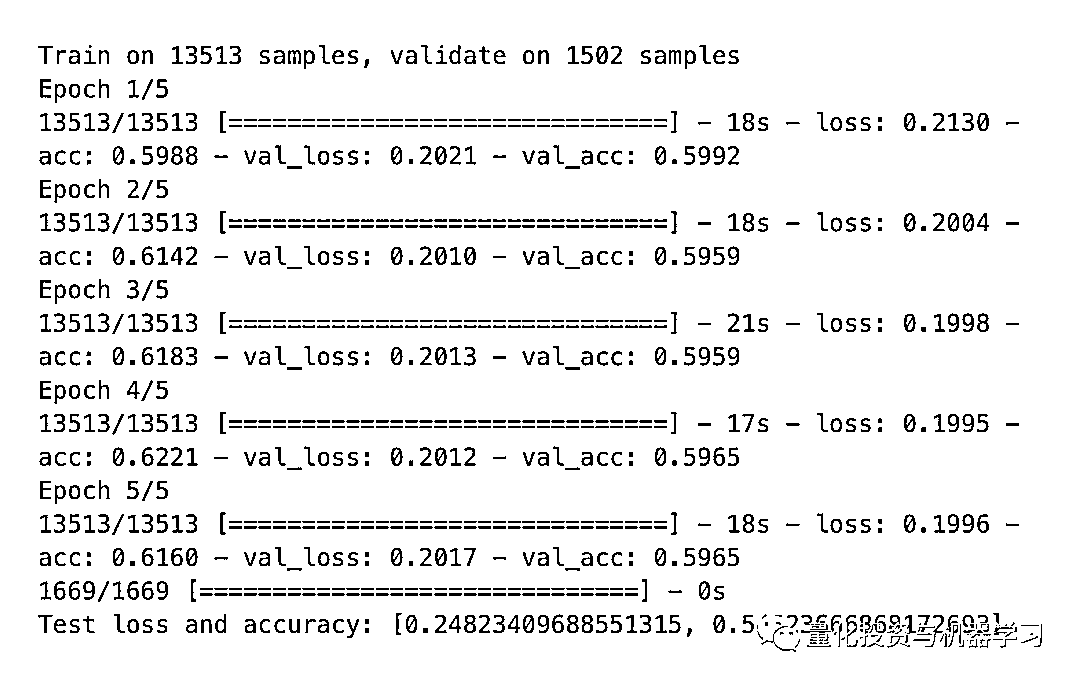 Train on 13513 samples, validate on 1502 samples
Epoch 1/5
13513/13513 [==============================] - 18s - loss: 0.2130 -
acc: 0.5988 - val_loss: 0.2021 - val_acc: 0.5992
Epoch 2/5
13513/13513 [==============================] - 18s - loss: 0.2004 -
acc: 0.6142 - val_loss: 0.2010 - val_acc: 0.5959
Epoch 3/5
13513/13513 [==============================] - 21s - loss: 0.1998 -
acc: 0.6183 - val_loss: 0.2013 - val_acc: 0.5959
Epoch 4/5
13513/13513 [==============================] - 17s - loss: 0.1995 -
acc: 0.6221 - val_loss: 0.2012 - val_acc: 0.5965
Epoch 5/5
13513/13513 [==============================] - 18s - loss: 0.1996 -
acc: 0.6160 - val_loss: 0.2017 - val_acc: 0.5965
1669/1669 [==============================] - 0s
Test loss and accuracy: [0.24823409688551315,
量化投资与机器学习